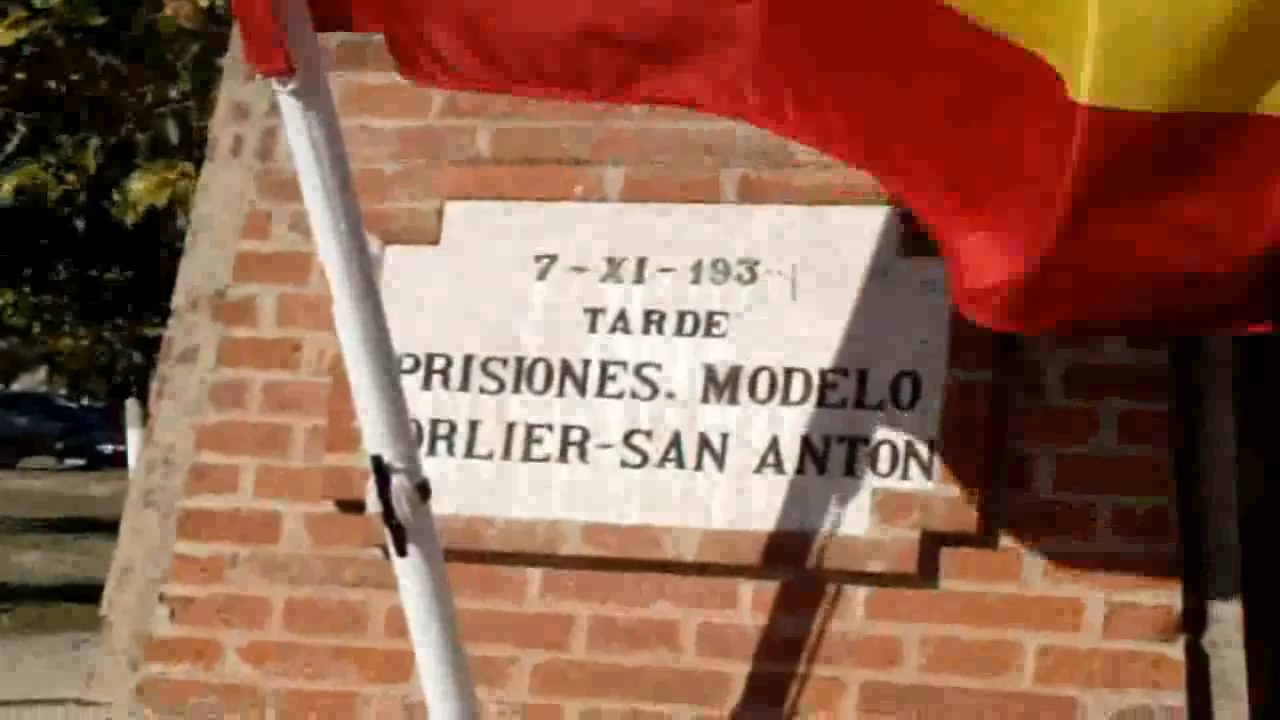 7-XI-193
TARDE
PRISIONES. MODELO
ORLIER-SAN ANTON